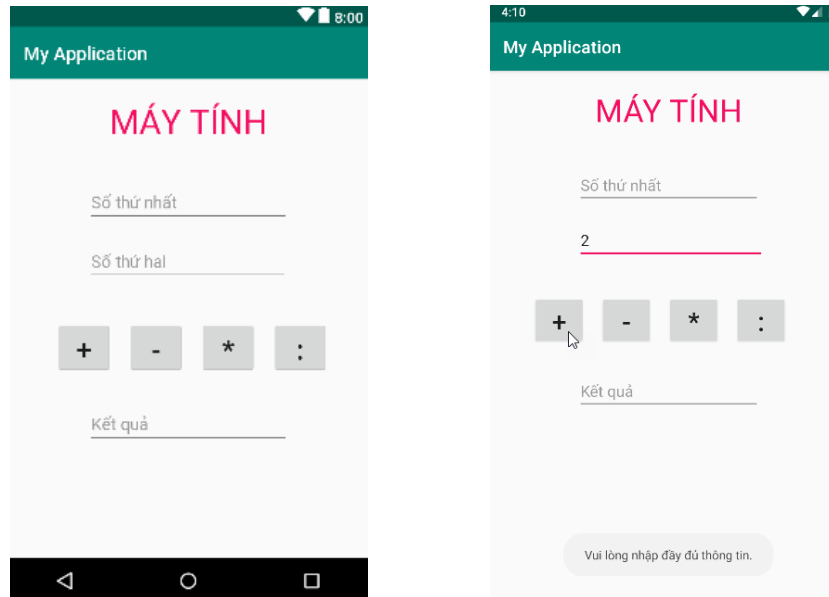 8:00
My Application
MÁY TÍNH
Số thứ nhất
Số thứ hai
+ - * :
Kết quả
4:10
My Application
MÁY TÍNH
Số thứ nhất
2
+ - * :
Kết quả
Vui lòng nhập đầy đủ thông tin.